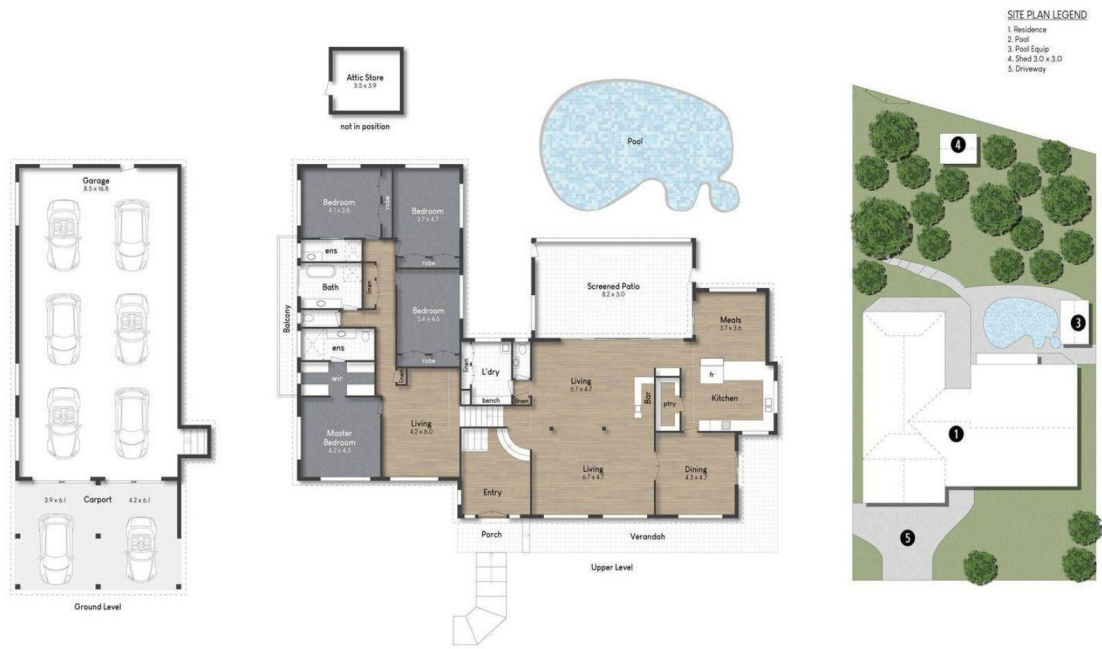 SITE PLAN LEGEND
1. Residence
2. Pool
3. Pool Equip
4. Shed 3.0 x 3.0
5. Driveway
Attic Store
3.5 x 3.9
not in position
Pool
Garage
8.5 x 16.8
3.9 x 6.1
Carport
4.2 x 6.1
Ground Level
Bedroom
4.1 x 3.8
robe
Bedroom
3.7 x 4.7
robe
ens
Bath
linen
Balcony
Bedroom
3.4 x 4.6
robe
ens
wir
linen
Master
Bedroom
4.2 x 4.3
Living
4.2 x 6.0
linen
L'dry
bench
linen
Entry
Porch
Screened Patio
8.2 x 5.0
Meals
3.7 x 3.6
Living
6.7 x 4.7
Bar
ptry
fr
Kitchen
Living
6.7 x 4.7
Dining
4.3 x 4.7
Verandah
Upper Level
4
3
1
5